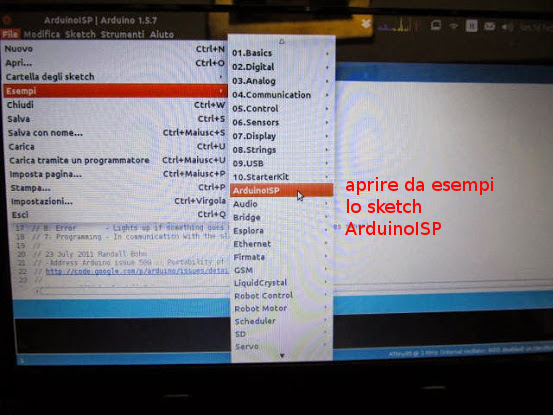 ArduinoISP | Arduino 1.5.7
File Modifica Sketch Strumenti Aiuto
Nuovo Ctrl+N
Apri... Ctrl+O
Cartella degli sketch
Esempi
Chiudi Ctrl+W
Salva Ctrl+S
Salva con nome... Ctrl+Maiusc+S
Carica Ctrl+U
Carica tramite un programmatore Ctrl+Maiusc+U
Imposta pagina... Ctrl+Maiusc+P
Stampa... Ctrl+P
Impostazioni... Ctrl+Virgola
Esci Ctrl+Q
01.Basics
02.Digital
03.Analog
04.Communication
05.Control
06.Sensors
07.Display
08.Strings
09.USB
10.StarterKit
ArduinoISP
Audio
Bridge
Esplora
Ethernet
Firmata
GSM
LiquidCrystal
Robot Control
Robot Motor
Scheduler
SD
Servo
aprire da esempi
lo sketch
ArduinoISP
17 // 8: Error - Lights up if something goes
18 // 7: Programming - In communication with the
19 //
20 // 23 July 2011 Randall Bohn
21 // -Address Arduino issue 509 :: Portability of
22 // http://code.google.com/p/arduino/issues/detai
23 //